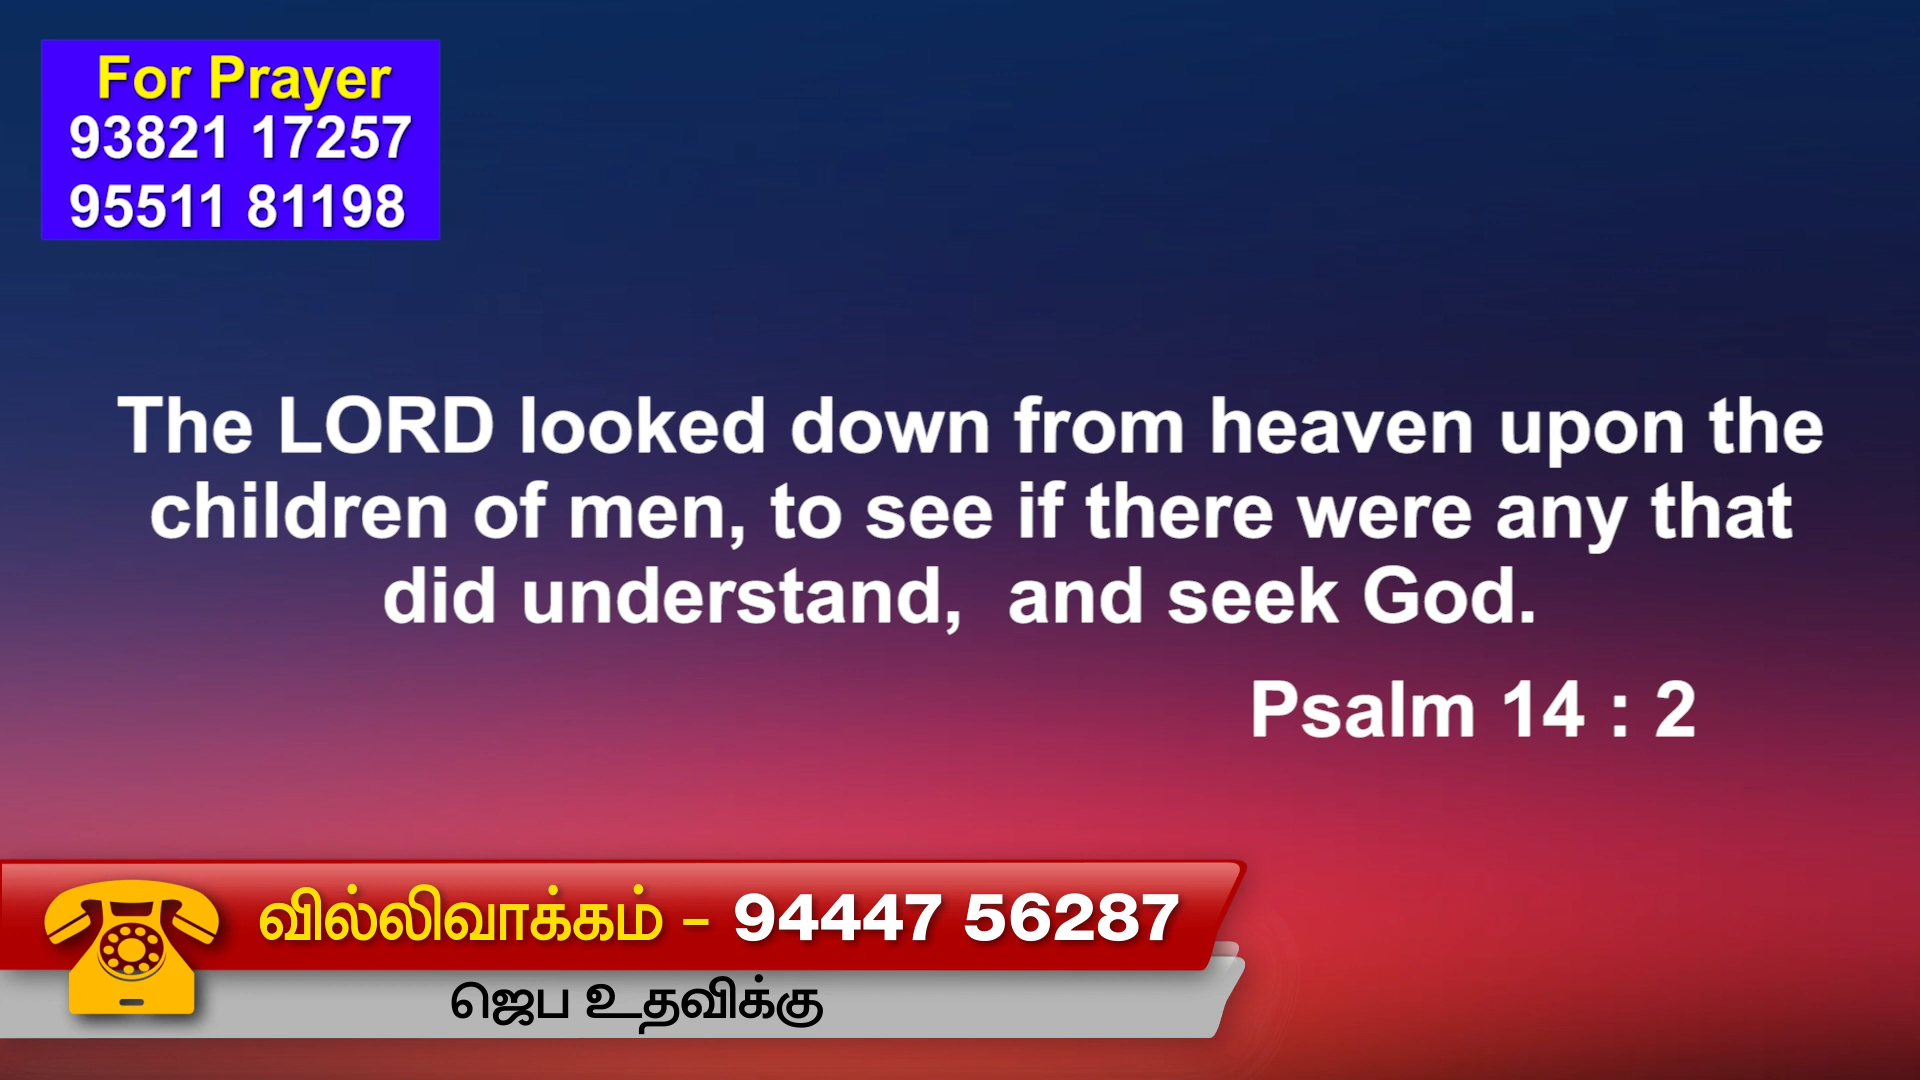 For Prayer
93821 17257
95511 81198
The LORD looked down from heaven upon the
children of men, to see if there were any that
did understand,  and seek God.
Psalm 14 : 2
வில்லிவாக்கம் – 94447 56287
ஜெப உதவிக்கு